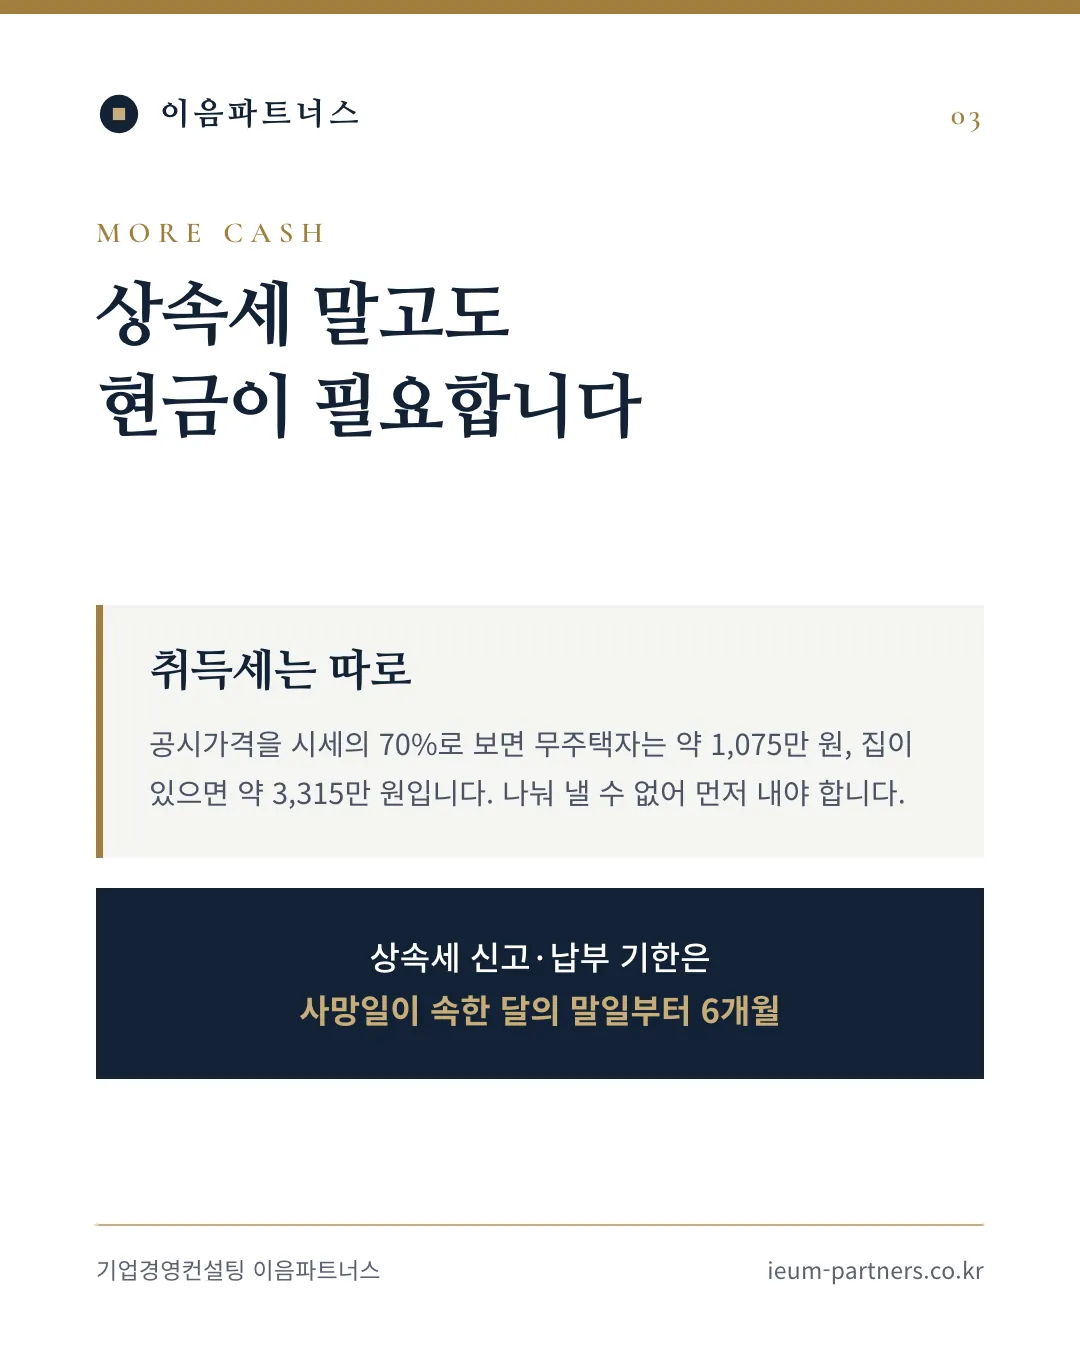 이음파트너스
03
MORE CASH
상속세 말고도
현금이 필요합니다
취득세는 따로
공시가격을 시세의 70%로 보면 무주택자는 약 1,075만 원, 집이
있으면 약 3,315만 원입니다. 나눠 낼 수 없어 먼저 내야 합니다.
상속세 신고·납부 기한은
사망일이 속한 달의 말일부터 6개월
기업경영컨설팅 이음파트너스
ieum-partners.co.kr